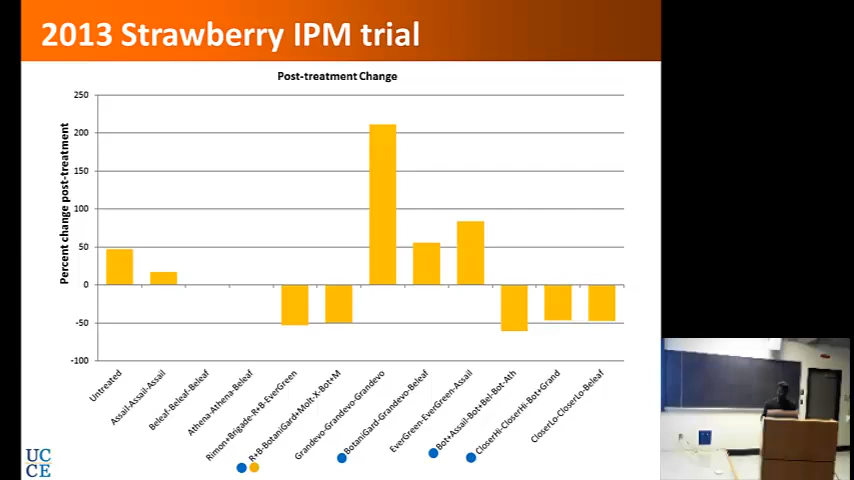 2013 Strawberry IPM trial
Post-treatment Change
Percent change post-treatment
250
200
150
100
50
0
-50
-100
Untreated
Assail-Assail-Assail
Beleaf-Beleaf-Beleaf
Athena-Athena-Beleaf
Rimon+Brigade-R+B-EverGreen
R+B-BotaniGard+Molt-X-Bot+M
Grandevo-Grandevo-Grandevo
BotaniGard-Grandevo-Beleaf
EverGreen-EverGreen-Assail
Bot+Assail-Bot+Bel-Bot-Ath
CloserHi-CloserHi-Bot+Grand
CloserLo-CloserLo-Beleaf
UC
CE